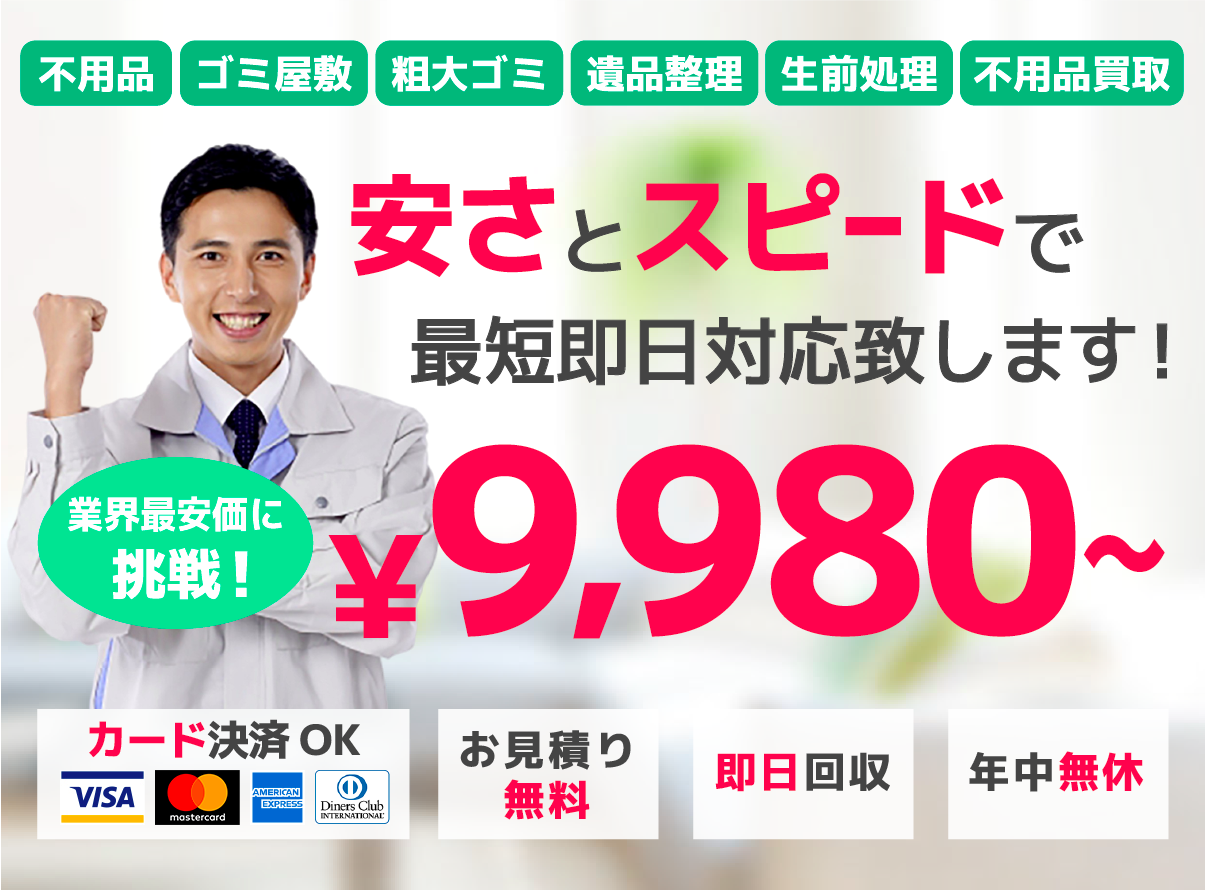 不用品 ゴミ屋敷 粗大ゴミ 遺品整理 生前処理 不用品買取
安さとスピードで
最短即日対応致します!
業界最安価に
挑戦!
¥9,980~
カード決済 OK
VISA mastercard AMERICAN EXPRESS Diners Club INTERNATIONAL
お見積り
無料
即日回収
年中無休